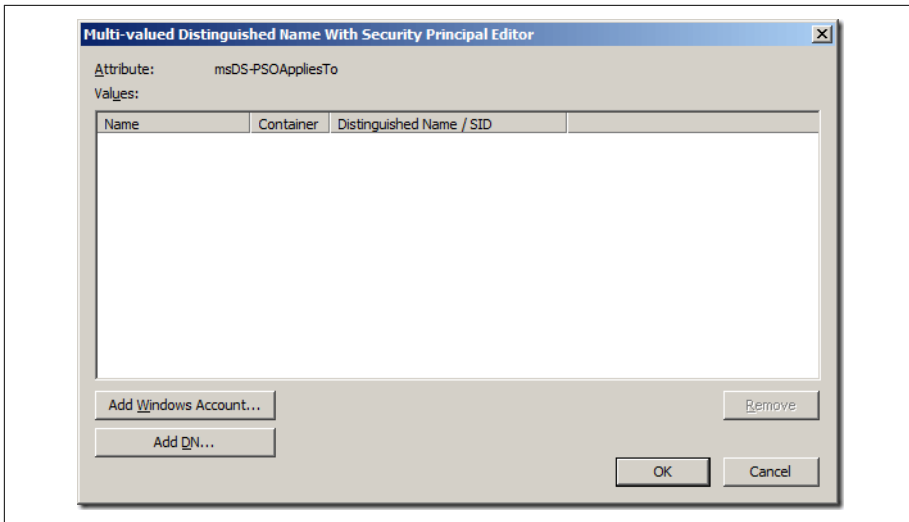 Multi-valued Distinguished Name With Security Principal Editor
Attribute: msDS-PSOAppliesTo
Values:
Name Container Distinguished Name / SID
Add Windows Account... Remove
Add DN...
OK Cancel